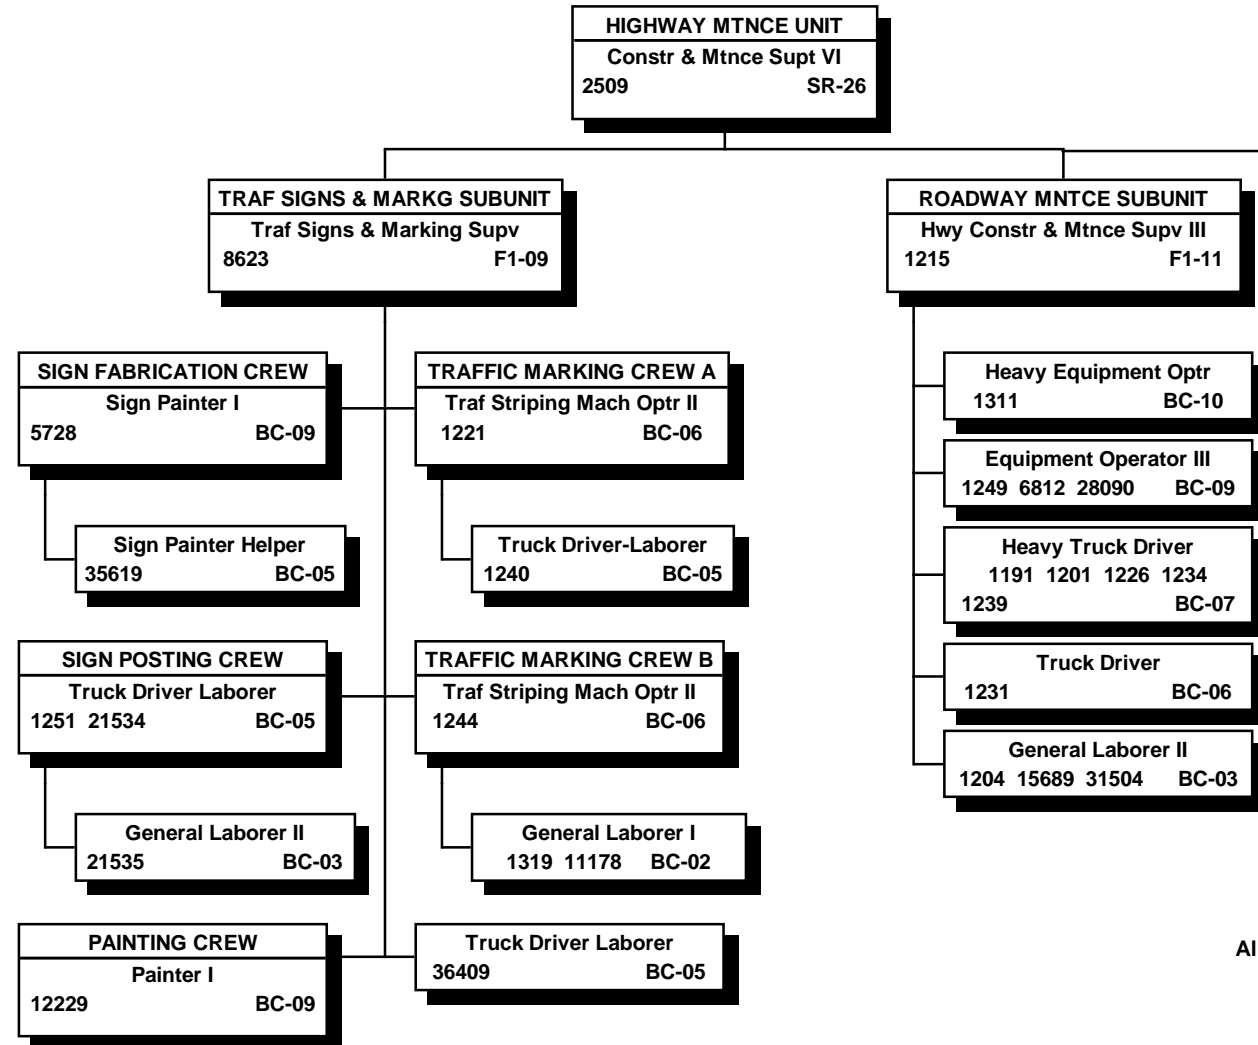 HIGHWAY MTNCE UNIT
Constr & Mtnce Supt VI
2509 SR-26
TRAF SIGNS & MARKG SUBUNIT
Traf Signs & Marking Supv
8623 F1-09
ROADWAY MNTCE SUBUNIT
Hwy Constr & Mtnce Supv III
1215 F1-11
SIGN FABRICATION CREW
Sign Painter I
5728 BC-09
Sign Painter Helper
35619 BC-05
SIGN POSTING CREW
Truck Driver Laborer
1251 21534 BC-05
General Laborer II
21535 BC-03
PAINTING CREW
Painter I
12229 BC-09
TRAFFIC MARKING CREW A
Traf Striping Mach Optr II
1221 BC-06
Truck Driver-Laborer
1240 BC-05
TRAFFIC MARKING CREW B
Traf Striping Mach Optr II
1244 BC-06
General Laborer I
1319 11178 BC-02
Truck Driver Laborer
36409 BC-05
Heavy Equipment Optr
1311 BC-10
Equipment Operator III
1249 6812 28090 BC-09
Heavy Truck Driver
1191 1201 1226 1234
1239 BC-07
Truck Driver
1231 BC-06
General Laborer II
1204 15689 31504 BC-03